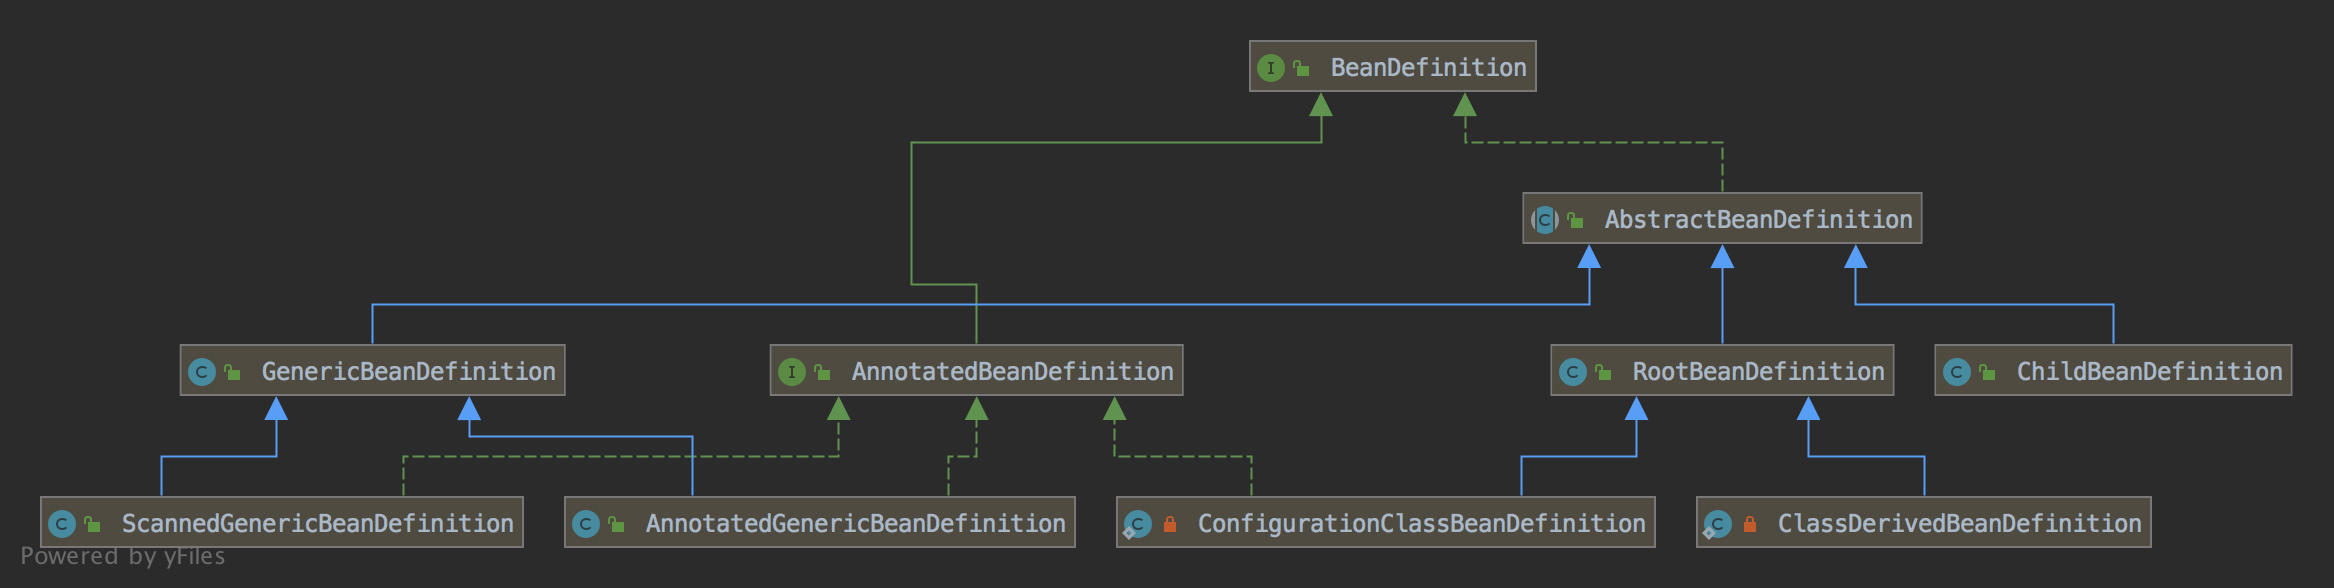 BeanDefinition
AbstractBeanDefinition
GenericBeanDefinition
AnnotatedBeanDefinition
RootBeanDefinition
ChildBeanDefinition
ScannedGenericBeanDefinition
AnnotatedGenericBeanDefinition
ConfigurationClassBeanDefinition
ClassDerivedBeanDefinition
Powered by yFiles